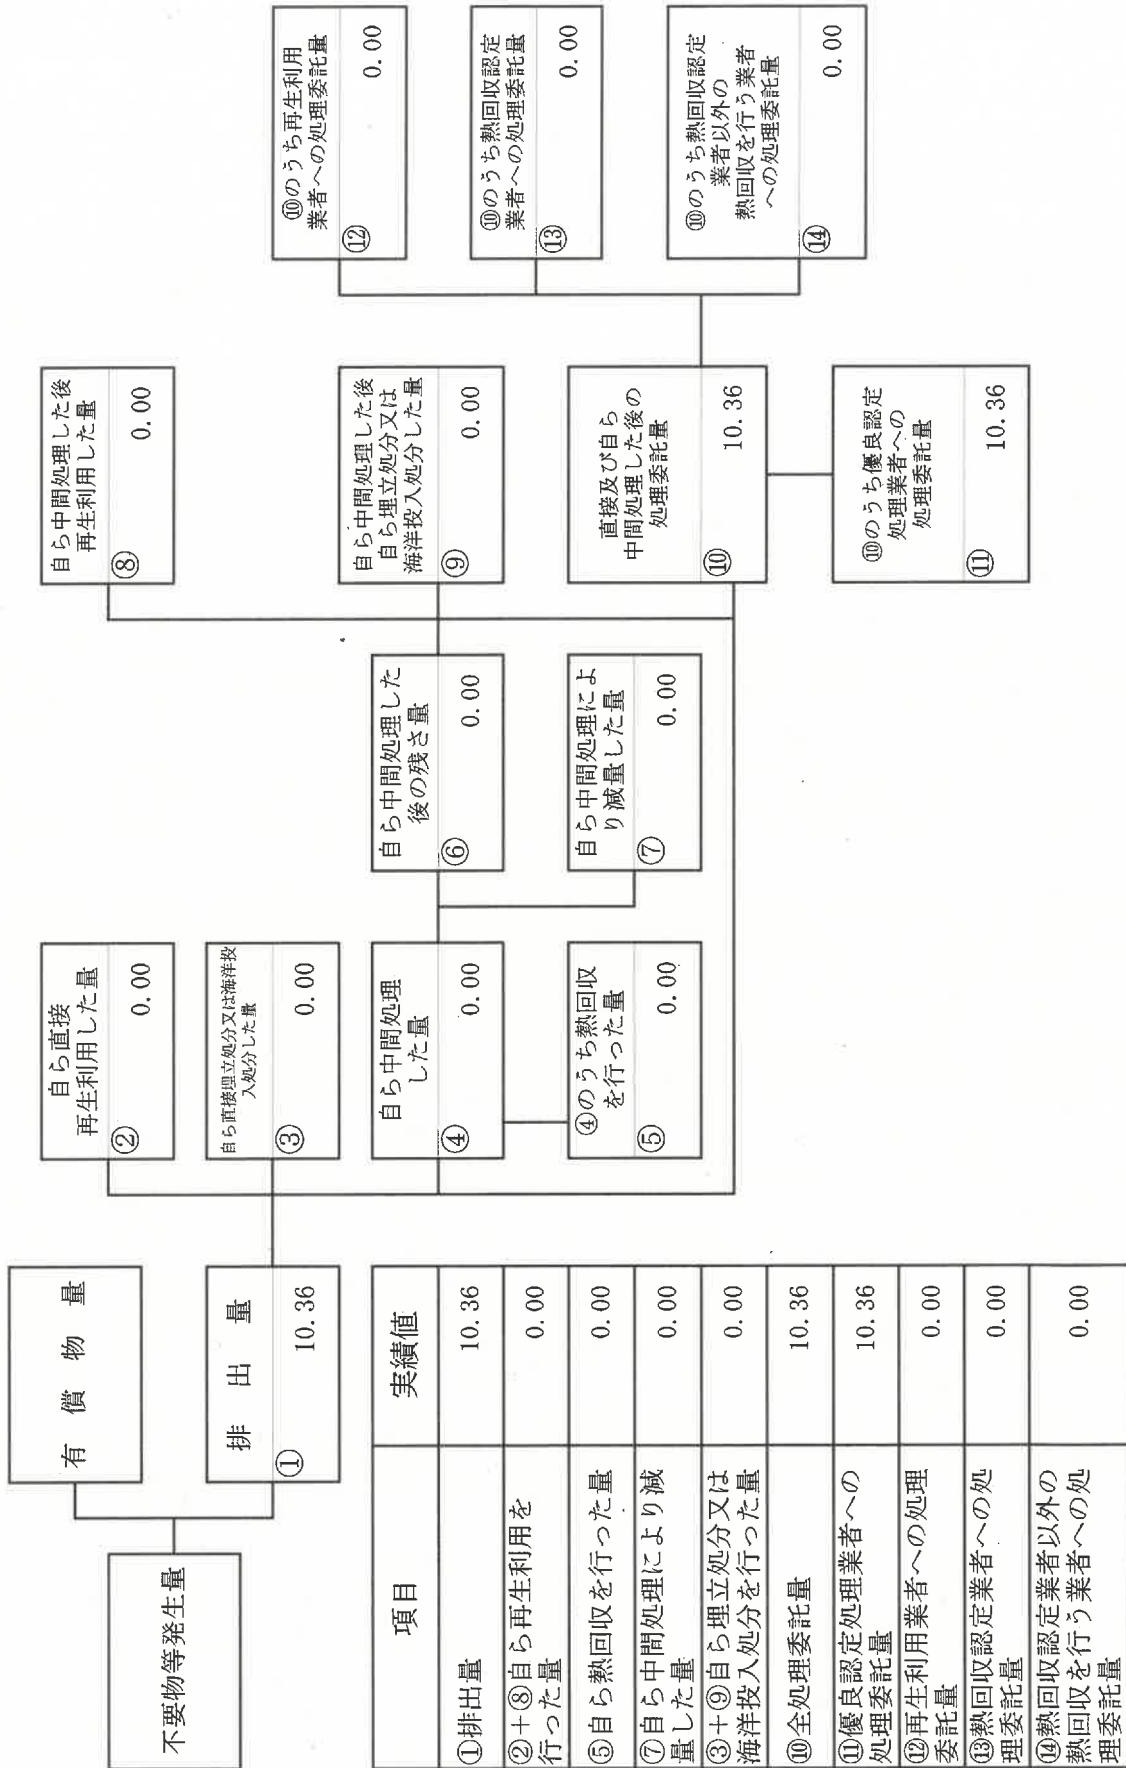 不要物等発生量
有償物量
排出量
① 10.36
自ら直接
再生利用した量
② 0.00
自ら直接埋立処分又は海洋投
入処分した量
③ 0.00
自ら中間処理
した量
④ 0.00
④のうち熱回収
を行った量
⑤ 0.00
自ら中間処理した
後の残さ量
⑥ 0.00
自ら中間処理によ
り減量した量
⑦ 0.00
自ら中間処理した後
再生利用した量
⑧ 0.00
自ら中間処理した後
自ら埋立処分又は
海洋投入処分した量
⑨ 0.00
直接及び自ら
中間処理した後の
処理委託量
⑩ 10.36
⑩のうち優良認定
処理業者への
処理委託量
⑪ 10.36
⑩のうち再生利用
業者への処理委託量
⑫ 0.00
⑩のうち熱回収認定
業者への処理委託量
⑬ 0.00
⑩のうち熱回収認定
業者以外の
熱回収を行う業者
への処理委託量
⑭ 0.00
項目 実績値
①排出量 10.36
②+⑧自ら再生利用を
行った量 0.00
⑤自ら熱回収を行った量 0.00
⑦自ら中間処理により減
量した量 0.00
③+⑨自ら埋立処分又は
海洋投入処分を行った量 0.00
⑩全処理委託量 10.36
⑪優良認定処理業者への
処理委託量 10.36
⑫再生利用業者への処理
委託量 0.00
⑬熱回収認定業者への処
理委託量 0.00
⑭熱回収認定業者以外の
熱回収を行う業者への処
理委託量 0.00